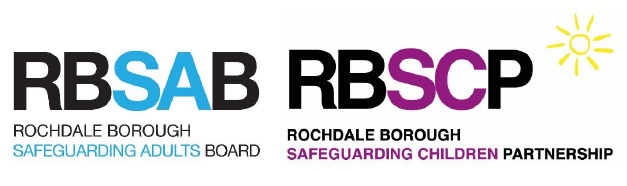 RBSAB
ROCHDALE BOROUGH
SAFEGUARDING ADULTS BOARD
RBSCP
ROCHDALE BOROUGH
SAFEGUARDING CHILDREN PARTNERSHIP